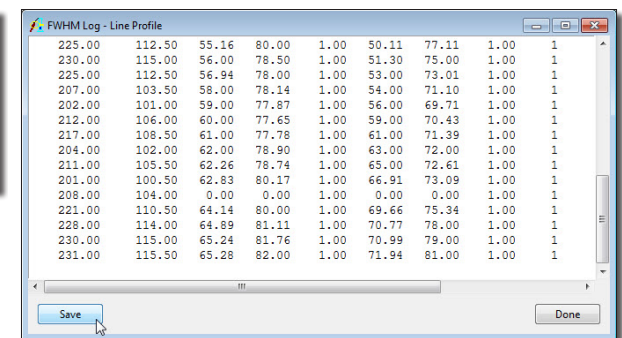 FWHM Log - Line Profile
225.00 112.50 55.16 80.00 1.00 50.11 77.11 1.00 1
230.00 115.00 56.00 78.50 1.00 51.30 75.00 1.00 1
225.00 112.50 56.94 78.00 1.00 53.00 73.01 1.00 1
207.00 103.50 58.00 78.14 1.00 54.00 71.10 1.00 1
202.00 101.00 59.00 77.87 1.00 56.00 69.71 1.00 1
212.00 106.00 60.00 77.65 1.00 59.00 70.43 1.00 1
217.00 108.50 61.00 77.78 1.00 61.00 71.39 1.00 1
204.00 102.00 62.00 78.90 1.00 63.00 72.00 1.00 1
211.00 105.50 62.26 78.74 1.00 65.00 72.61 1.00 1
201.00 100.50 62.83 80.17 1.00 66.91 73.09 1.00 1
208.00 104.00 0.00 0.00 1.00 0.00 0.00 1.00 1
221.00 110.50 64.14 80.00 1.00 69.66 75.34 1.00 1
228.00 114.00 64.89 81.11 1.00 70.77 78.00 1.00 1
230.00 115.00 65.24 81.76 1.00 70.99 79.00 1.00 1
231.00 115.50 65.28 82.00 1.00 71.94 81.00 1.00 1
Save Done